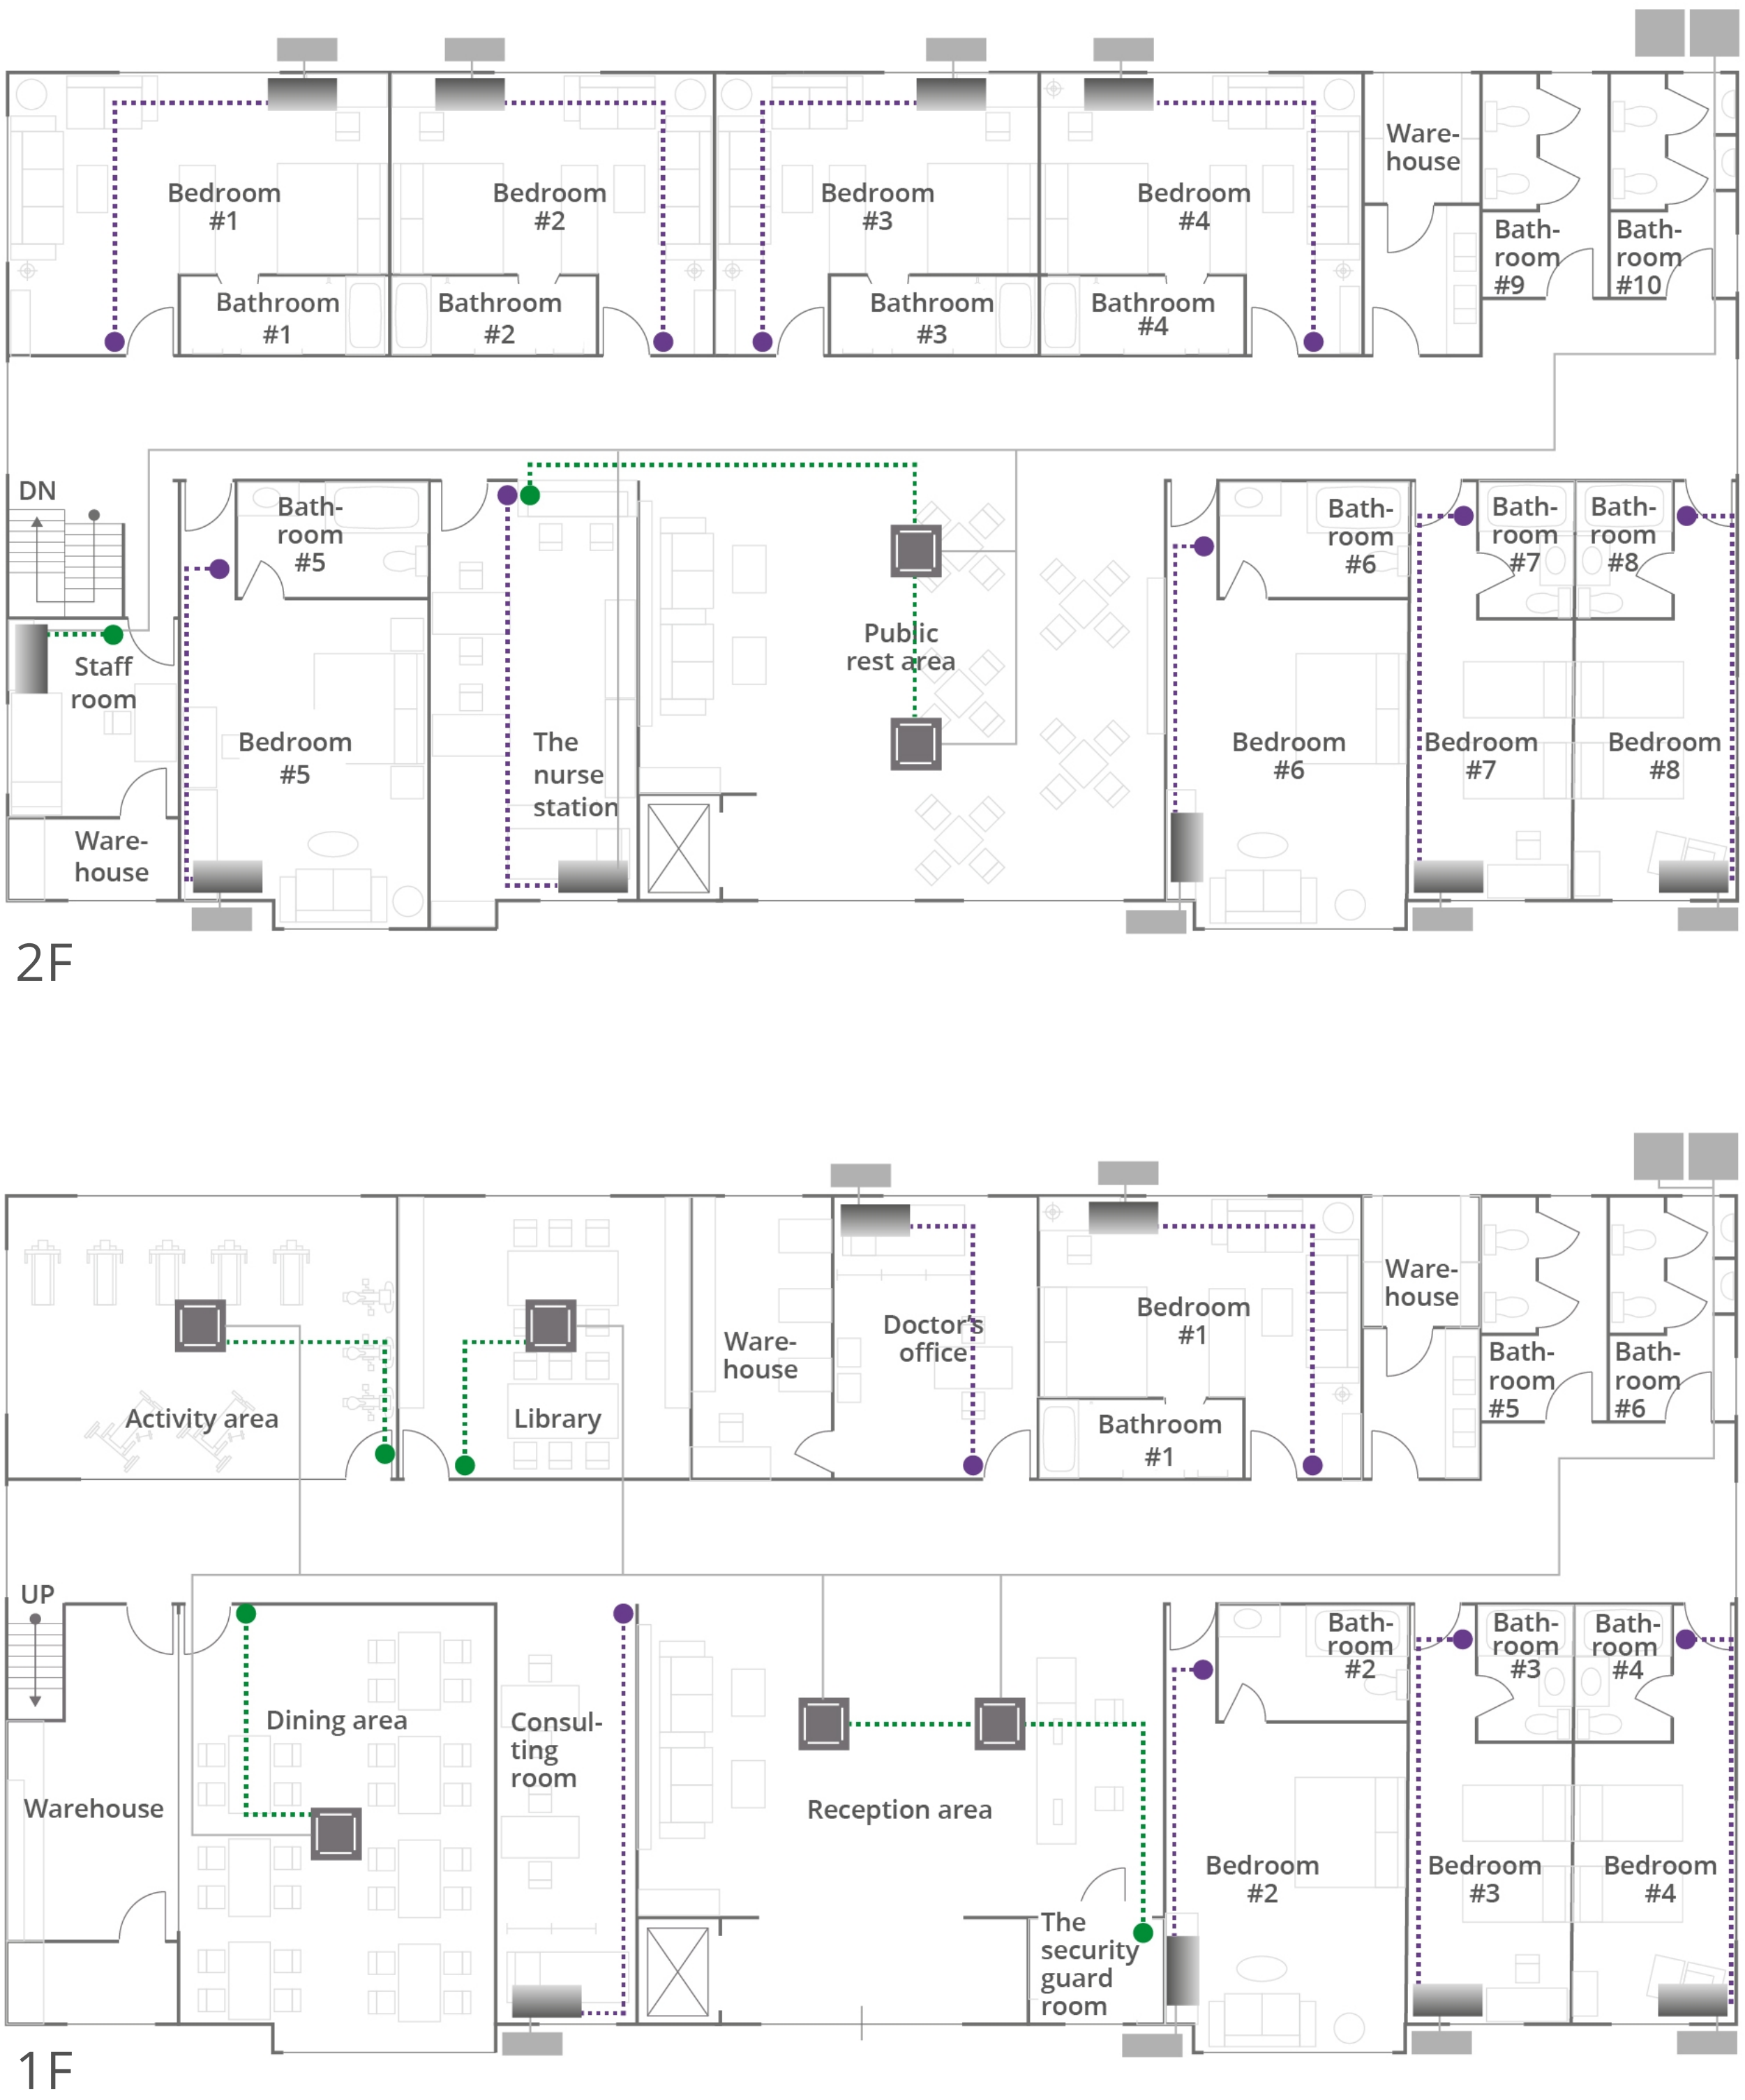 Bedroom
#1
Bedroom
#2
Bedroom
#3
Bedroom
#4
Ware-
house
Bath-
room
#9
Bath-
room
#10
Bathroom
#1
Bathroom
#2
Bathroom
#3
Bathroom
#4
DN
Bath-
room
#5
Bath-
room
#6
Bath-
room
#7
Bath-
room
#8
Staff
room
Public
rest area
Bedroom
#5
The
nurse
station
Bedroom
#6
Bedroom
#7
Bedroom
#8
Ware-
house
2F
Activity area
Library
Ware-
house
Doctor's
office
Bedroom
#1
Bathroom
#1
Ware-
house
Bath-
room
#5
Bath-
room
#6
UP
Bath-
room
#2
Bath-
room
#3
Bath-
room
#4
Dining area
Consul-
ting
room
Warehouse
Reception area
Bedroom
#2
Bedroom
#3
Bedroom
#4
The
security
guard
room
1F